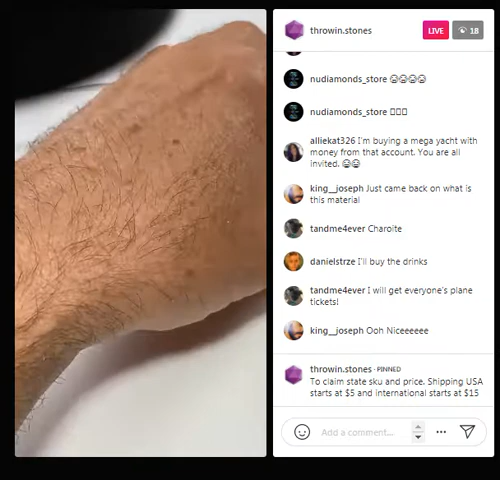 throwin.stones
LIVE
18
nudiamonds_store
nudiamonds_store
alliekat326 I'm buying a mega yacht with
money from that account. You are all
invited.
king__joseph Just came back on what is
this material
tandme4ever Charoite
danielstrze I'll buy the drinks
tandme4ever I will get everyone's plane
tickets!
king__joseph Ooh Niceeeeee
throwin.stones · PINNED
To claim state sku and price. Shipping USA
starts at $5 and international starts at $15
Add a comment...